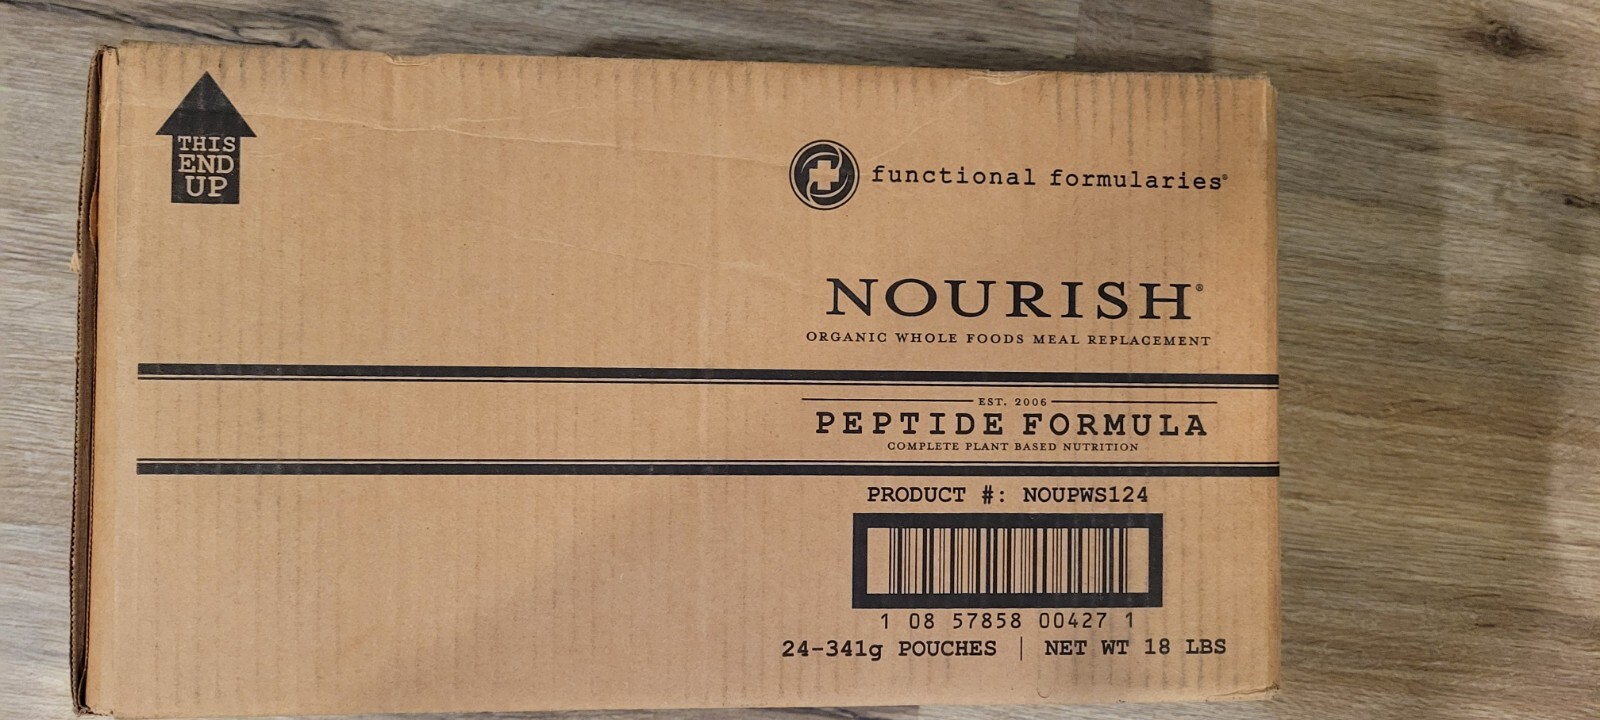 THIS
END
UP
functional formularies®
NOURISH®
ORGANIC WHOLE FOODS MEAL REPLACEMENT
EST. 2006
PEPTIDE FORMULA
COMPLETE PLANT BASED NUTRITION
PRODUCT #: NOUPWS124
1 08 57858 00427 1
24-341g POUCHES | NET WT 18 LBS